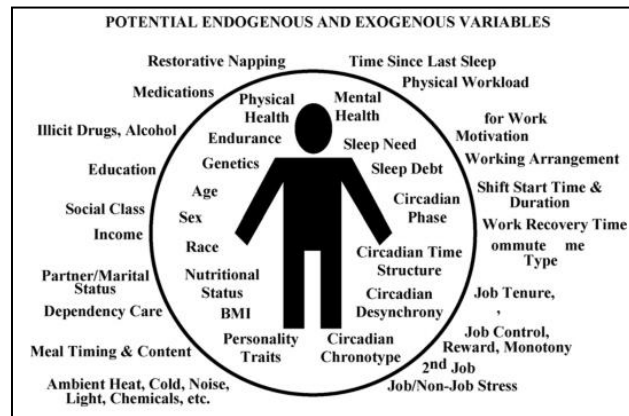 POTENTIAL ENDOGENOUS AND EXOGENOUS VARIABLES
Restorative Napping
Medications
Illicit Drugs, Alcohol
Education
Social Class
Income
Partner/Marital
Status
Dependency Care
Meal Timing & Content
Ambient Heat, Cold, Noise,
Light, Chemicals, etc.
Physical
Health
Endurance
Genetics
Age
Sex
Race
Nutritional
Status
BMI
Personality
Traits
Mental
Health
Sleep Need
Sleep Debt
Circadian
Phase
Circadian Time
Structure
Circadian
Desynchrony
Circadian
Chronotype
Time Since Last Sleep
Physical Workload
for Work
Motivation
Working Arrangement
Shift Start Time &
Duration
Work Recovery Time
ommute me
Type
Job Tenure,
,
Job Control,
Reward, Monotony
2nd Job
Job/Non-Job Stress